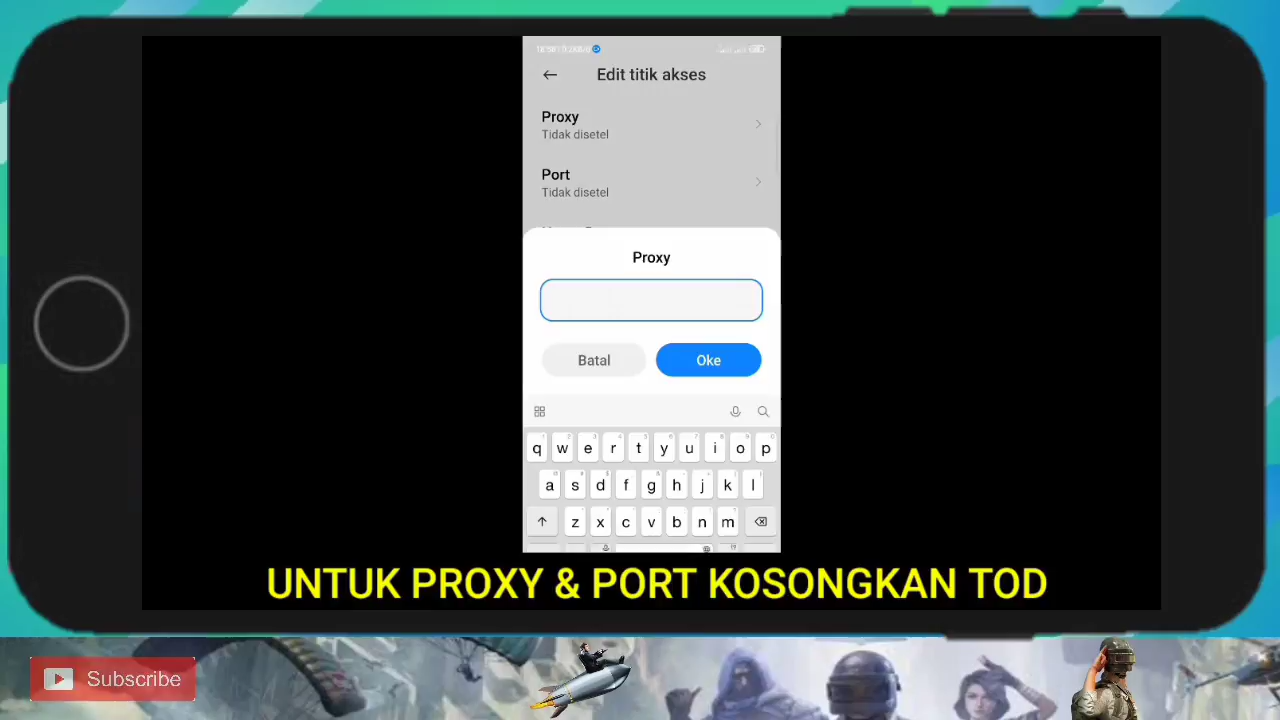 Edit titik akses
Proxy
Tidak disetel
Port
Tidak disetel
Proxy
Batal
Oke
q w e r t y u i o p
a s d f g h j k l
z x c v b n m
UNTUK PROXY & PORT KOSONGKAN TOD
Subscribe